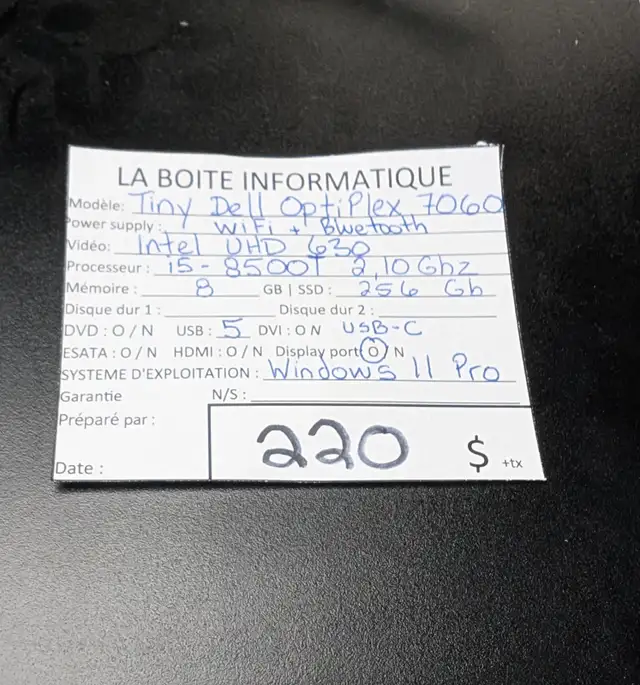 LA BOITE INFORMATIQUE
Modèle: Tiny Dell OptiPlex 7060
Power supply: WiFi + Bluetooth
Vidéo: Intel UHD 630
Processeur : i5-8500T 2,10 Ghz
Mémoire : 8 GB | SSD : 256 Gb
Disque dur 1 : Disque dur 2 :
DVD : O / N USB : 5 DVI : O N USB-C
ESATA : O / N HDMI : O / N Display port O / N
SYSTEME D'EXPLOITATION : Windows 11 Pro
Garantie N/S :
Préparé par :
220 $ +tx
Date :